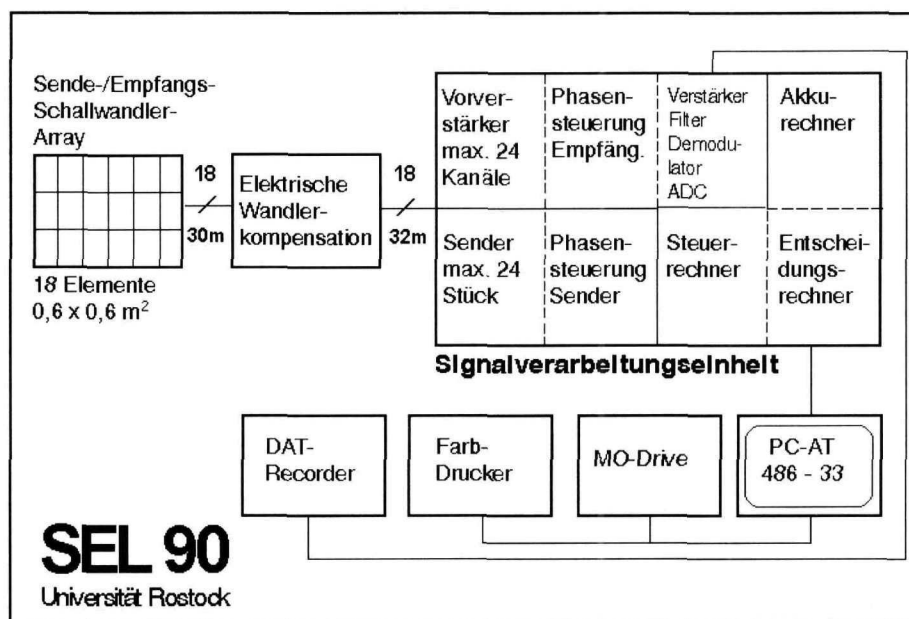 Sende-/Empfangs-
Schallwandler-
Array
18
30m
18 Elemente
0,6 x 0,6 m²
Elektrische
Wandler-
kompensation
18
32m
Vorver-
stärker
max. 24
Kanäle
Phasen-
steuerung
Empfäng.
Verstärker
Filter
Demodu-
lator
ADC
Akku-
rechner
Sender
max. 24
Stück
Phasen-
steuerung
Sender
Steuer-
rechner
Entschei-
dungs-
rechner
Signalverarbeitungseinheit
DAT-
Recorder
Farb-
Drucker
MO-Drive
PC-AT
486 - 33
SEL 90
Universität Rostock